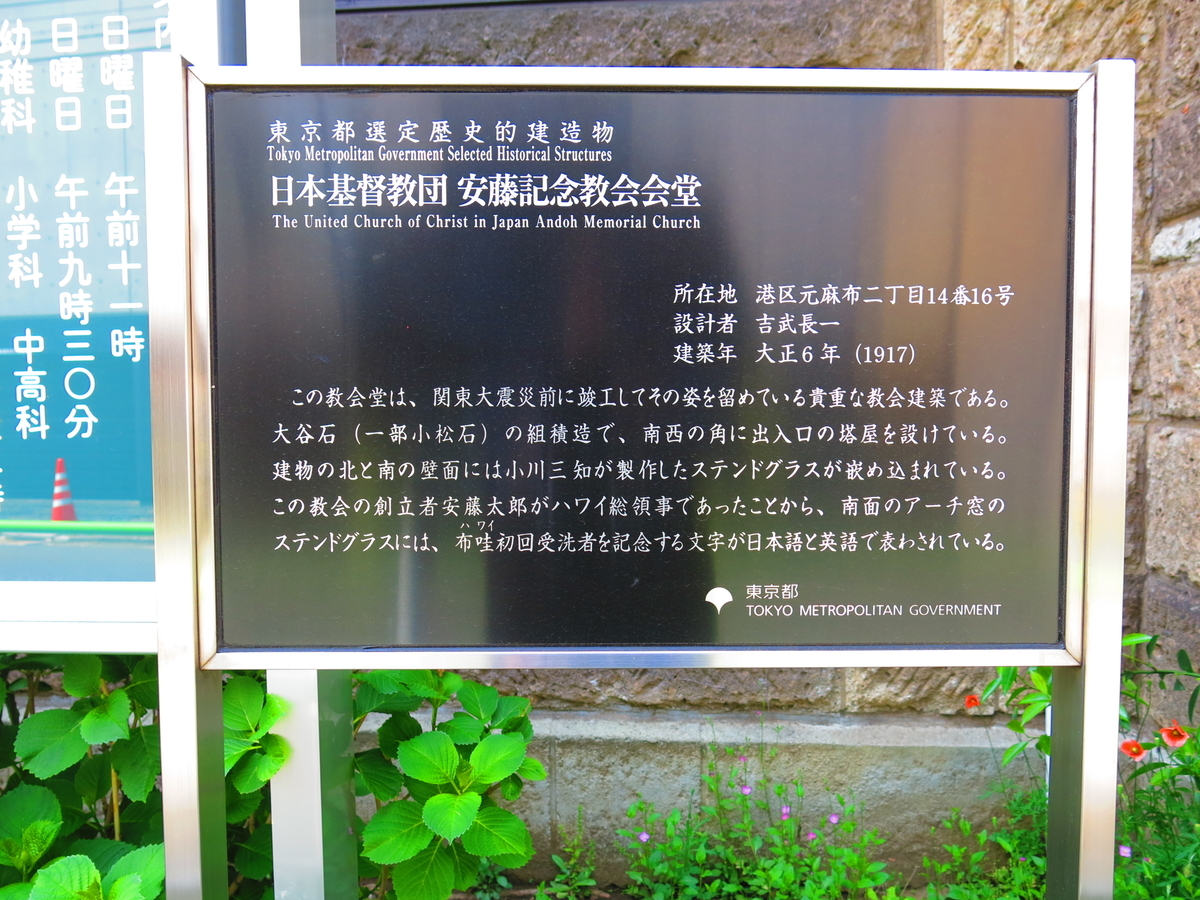 東京都選定歴史的建造物
Tokyo Metropolitan Government Selected Historical Structures
日本基督教団 安藤記念教会会堂
The United Church of Christ in Japan Andoh Memorial Church
所在地 港区元麻布二丁目14番16号
設計者 吉武長一
建築年 大正6年（1917）
この教会堂は、関東大震災前に竣工してその姿を留めている貴重な教会建築である。
大谷石（一部小松石）の組積造で、南西の角に出入口の塔屋を設けている。
建物の北と南の壁面には小川三知が製作したステンドグラスが嵌め込まれている。
この教会の創立者安藤太郎がハワイ総領事であったことから、南面のアーチ窓の
ハワイ
ステンドグラスには、布哇初回受洗者を記念する文字が日本語と英語で表わされている。
東京都
TOKYO METROPOLITAN GOVERNMENT
日曜日 午前十一時
日曜日 午前九時三〇分
幼稚科 小学科 中高科